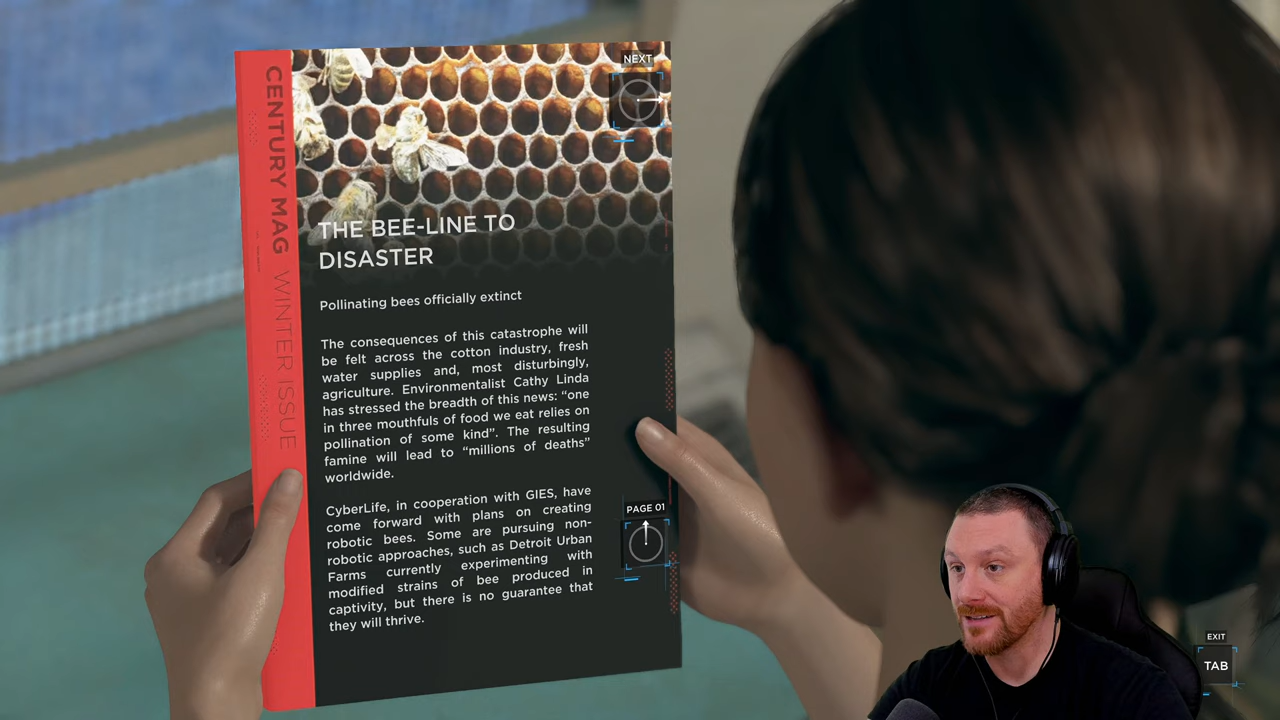 CENTURY MAG WINTER ISSUE
NEXT
THE BEE-LINE TO
DISASTER
Pollinating bees officially extinct
The consequences of this catastrophe will
be felt across the cotton industry, fresh
water supplies and, most disturbingly,
agriculture. Environmentalist Cathy Linda
has stressed the breadth of this news: “one
in three mouthfuls of food we eat relies on
pollination of some kind”. The resulting
famine will lead to “millions of deaths”
worldwide.
CyberLife, in cooperation with GIES, have
come forward with plans on creating
robotic bees. Some are pursuing non-
robotic approaches, such as Detroit Urban
Farms currently experimenting with
modified strains of bee produced in
captivity, but there is no guarantee that
they will thrive.
PAGE 01
EXIT
TAB